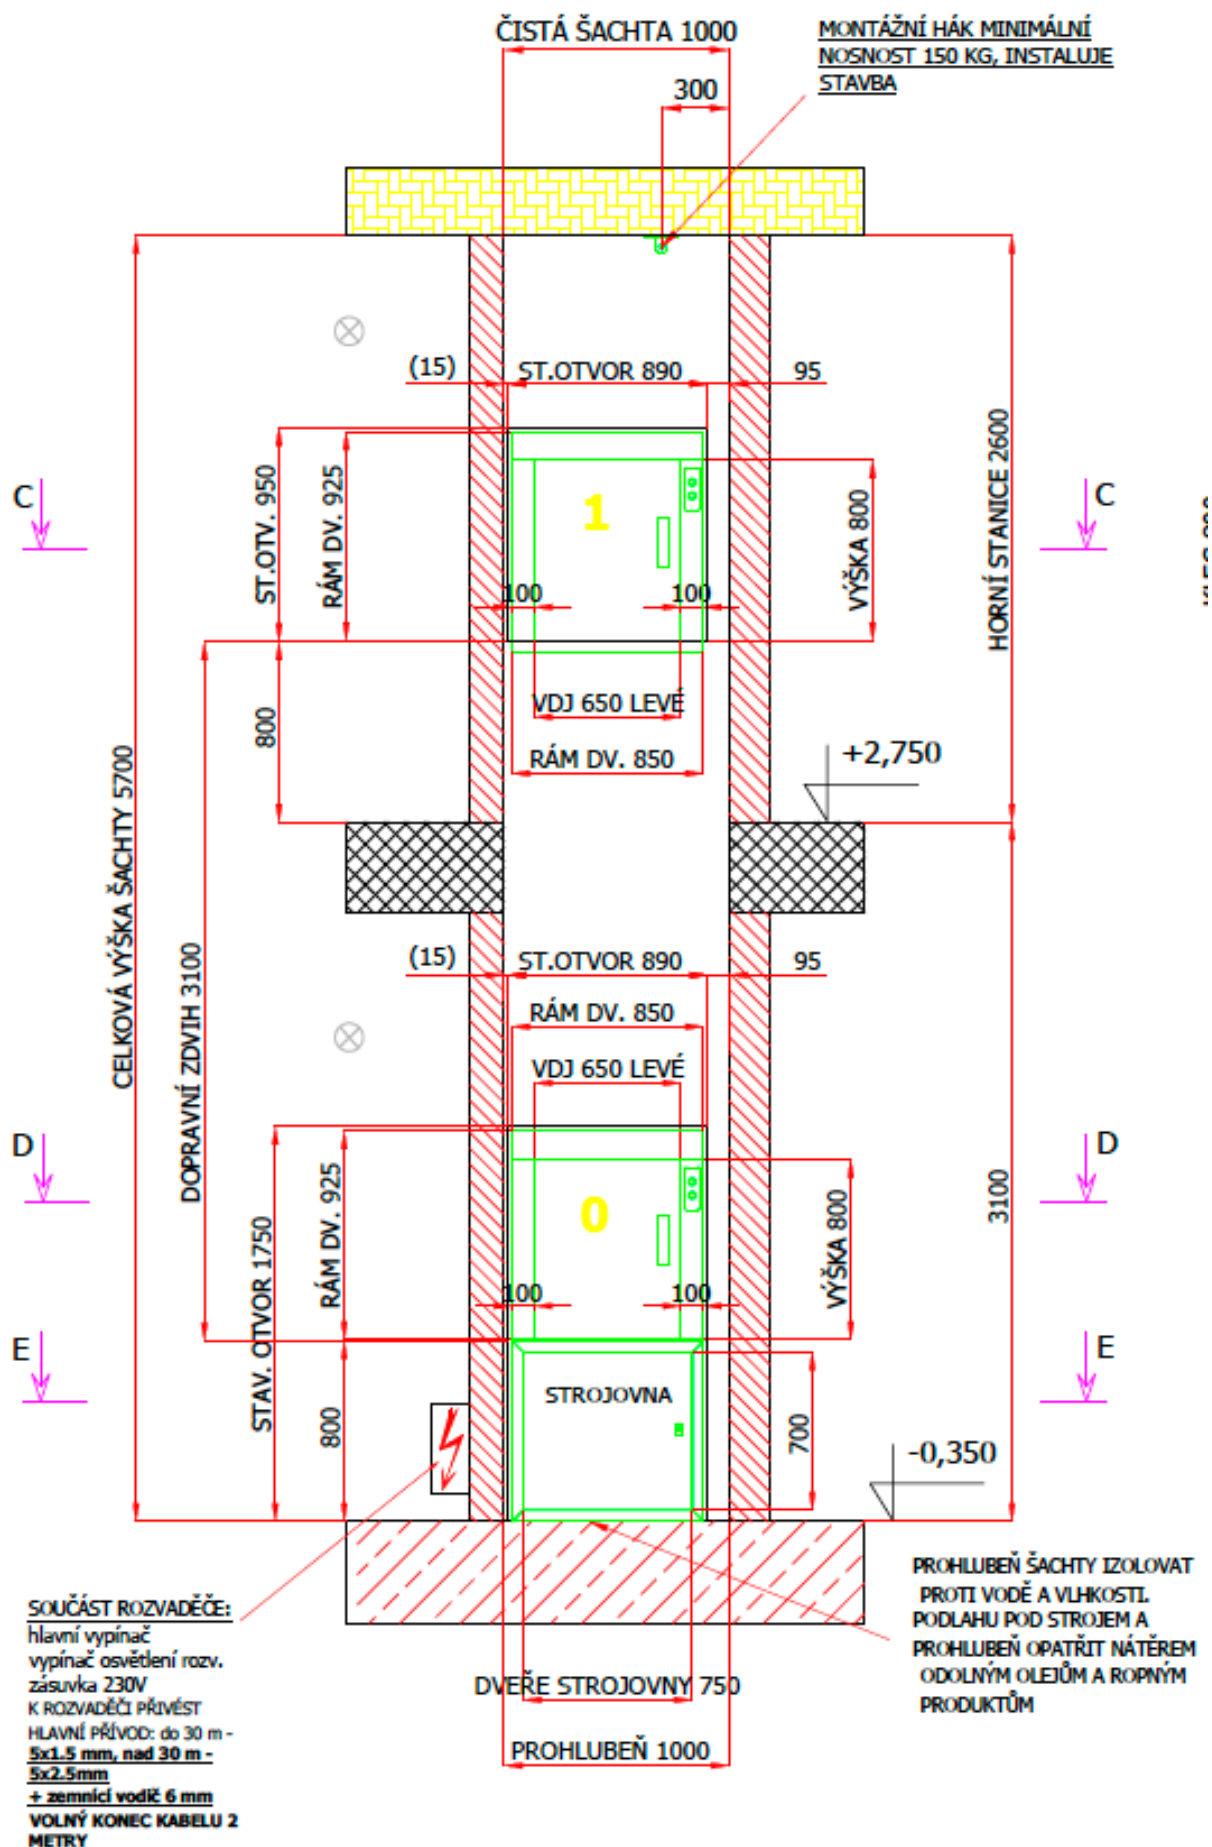 ČISTÁ ŠACHTA 1000
MONTÁŽNÍ HÁK MINIMÁLNÍ
NOSNOST 150 KG, INSTALUJE
STAVBA
300
(15)
ST.OTVOR 890
95
C
C
ST.OTV. 950
RÁM DV. 925
1
VÝŠKA 800
HORNÍ STANICE 2600
100
100
800
VDJ 650 LEVÉ
RÁM DV. 850
+2,750
CELKOVÁ VÝŠKA ŠACHTY 5700
DOPRAVNÍ ZDVIH 3100
(15)
ST.OTVOR 890
95
RÁM DV. 850
VDJ 650 LEVÉ
D
D
STAV. OTVOR 1750
RÁM DV. 925
0
VÝŠKA 800
3100
100
100
E
E
800
STROJOVNA
700
-0,350
PROHLUBEŇ ŠACHTY IZOLOVAT
PROTI VODĚ A VLHKOSTI.
PODLAHU POD STROJEM A
PROHLUBEŇ OPATŘIT NÁTĚREM
ODOLNÝM OLEJŮM A ROPNÝM
PRODUKTŮM
SOUČÁST ROZVADĚČE:
hlavní vypínač
vypínač osvětlení rozv.
zásuvka 230V
K ROZVADĚČI PŘIVÉST
HLAVNÍ PŘÍVOD: do 30 m -
5x1.5 mm, nad 30 m -
5x2.5mm
+ zemnící vodič 6 mm
VOLNÝ KONEC KABELU 2
METRY
DVEŘE STROJOVNY 750
PROHLUBEŇ 1000